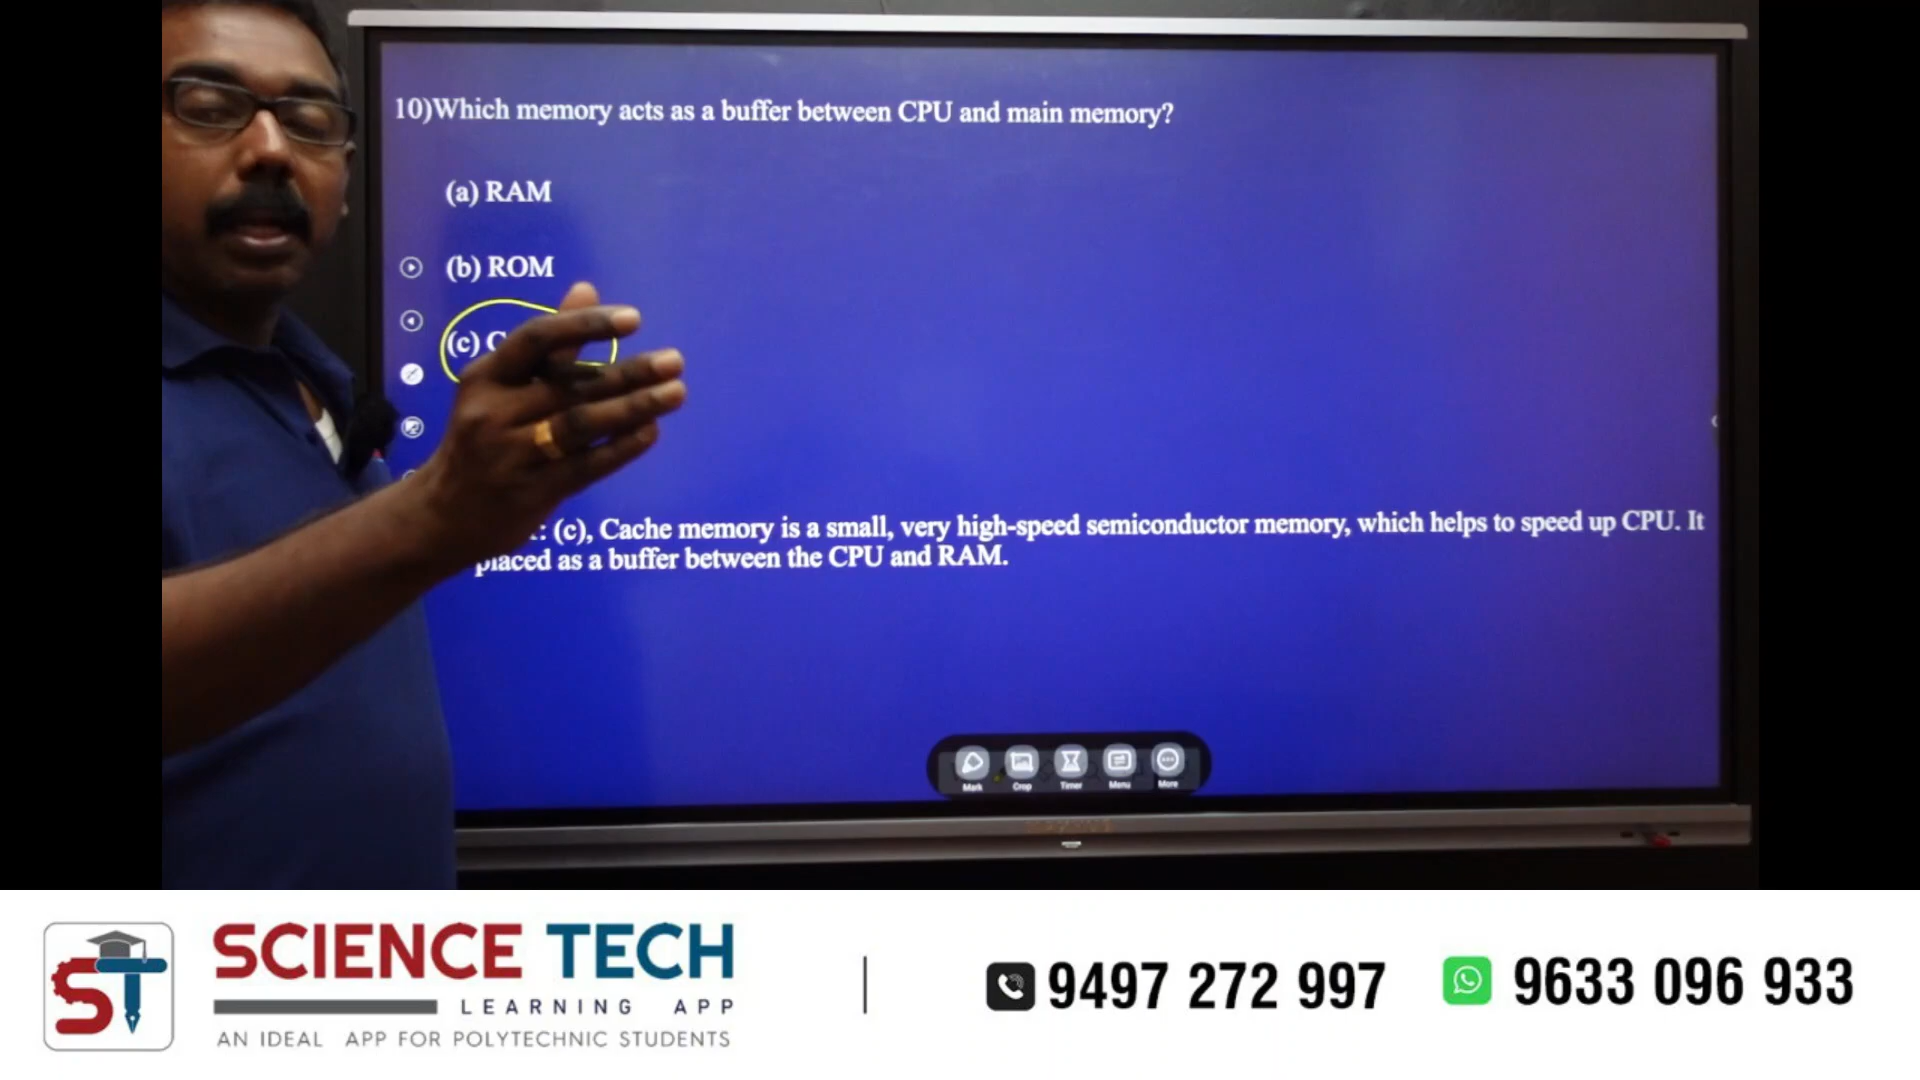 10)Which memory acts as a buffer between CPU and main memory?
(a) RAM
(b) ROM
(c)
: (c), Cache memory is a small, very high-speed semiconductor memory, which helps to speed up CPU. It
placed as a buffer between the CPU and RAM.
Mark Crop Timer Menu More
ST
SCIENCE TECH
LEARNING APP
AN IDEAL APP FOR POLYTECHNIC STUDENTS
9497 272 997
9633 096 933